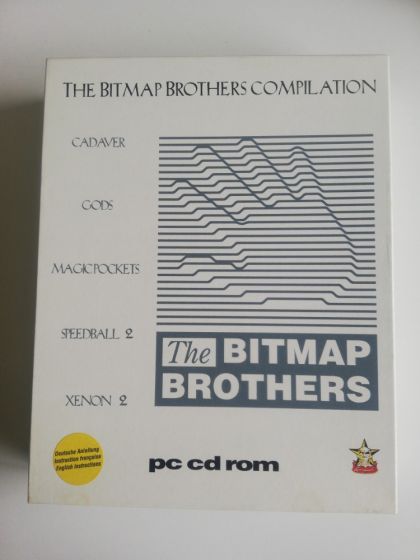 THE BITMAP BROTHERS COMPILATION
CADAVER
GODS
MAGIC POCKETS
SPEEDBALL 2
XENON 2
The BITMAP
BROTHERS
Deutsche Anleitung
Instruction française
English Instructions
pc cd rom